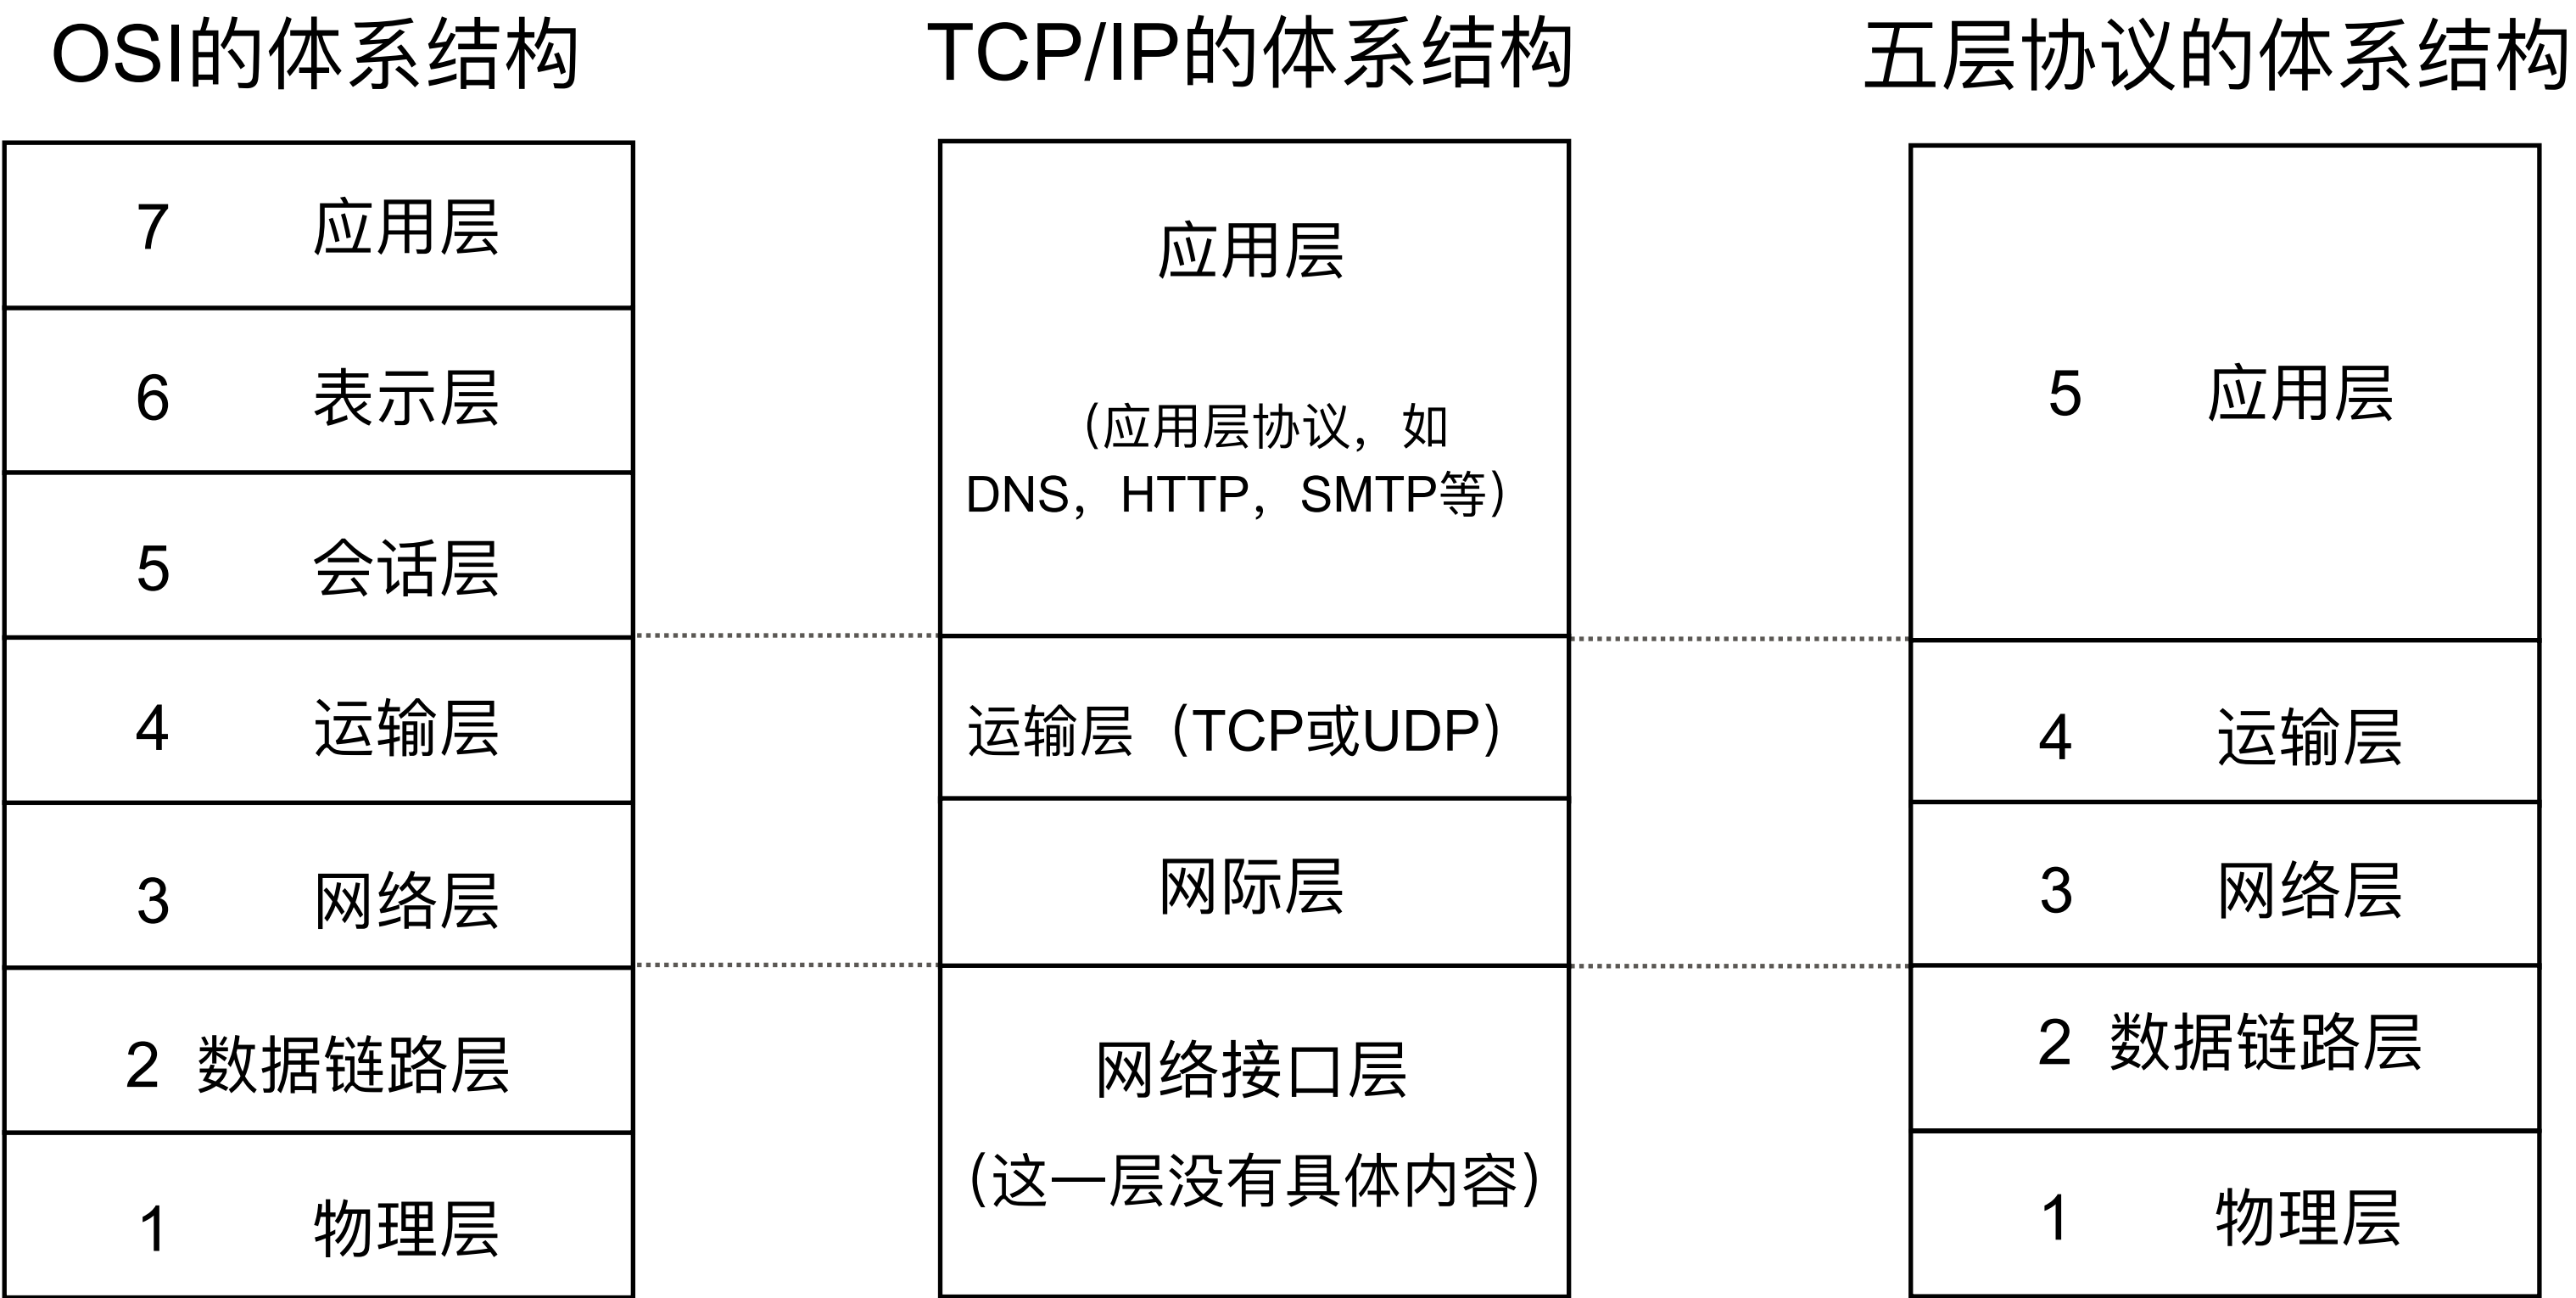 OSI的体系结构
7 应用层
6 表示层
5 会话层
4 运输层
3 网络层
2 数据链路层
1 物理层
TCP/IP的体系结构
应用层
（应用层协议，如
DNS，HTTP，SMTP等）
运输层（TCP或UDP）
网际层
网络接口层
（这一层没有具体内容）
五层协议的体系结构
5 应用层
4 运输层
3 网络层
2 数据链路层
1 物理层